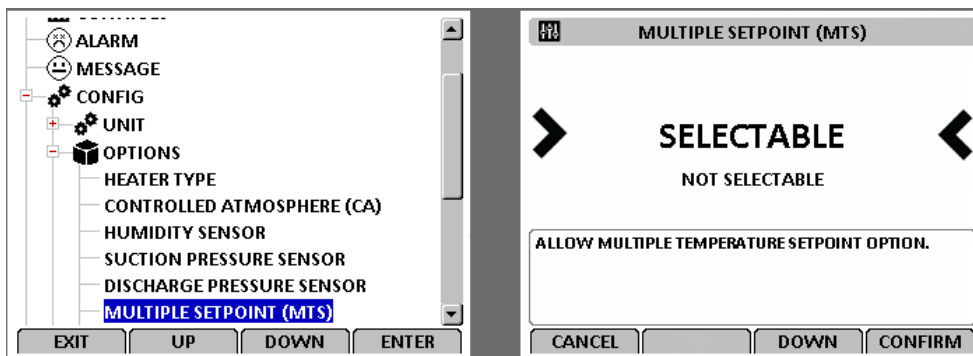 ALARM
MESSAGE
CONFIG
UNIT
OPTIONS
HEATER TYPE
CONTROLLED ATMOSPHERE (CA)
HUMIDITY SENSOR
SUCTION PRESSURE SENSOR
DISCHARGE PRESSURE SENSOR
MULTIPLE SETPOINT (MTS)
EXIT UP DOWN ENTER
MULTIPLE SETPOINT (MTS)
SELECTABLE
NOT SELECTABLE
ALLOW MULTIPLE TEMPERATURE SETPOINT OPTION.
CANCEL DOWN CONFIRM